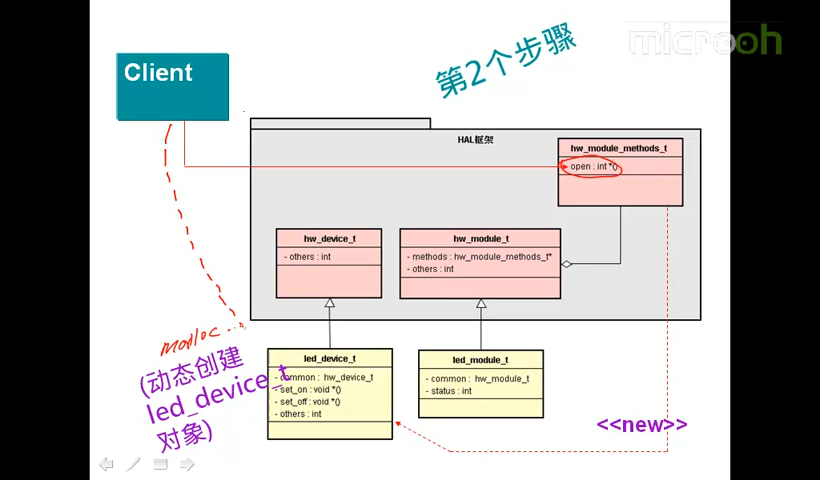 microoh
第2个步骤
Client
HAL框架
hw_module_methods_t
open : int *()
hw_device_t
- others : int
hw_module_t
- methods : hw_module_methods_t*
- others : int
malloc...
(动态创建
led_device_t
对象)
led_device_t
- common : hw_device_t
- set_on : void *()
- set_off : void *()
- others : int
led_module_t
- common : hw_module_t
- status : int
<<new>>